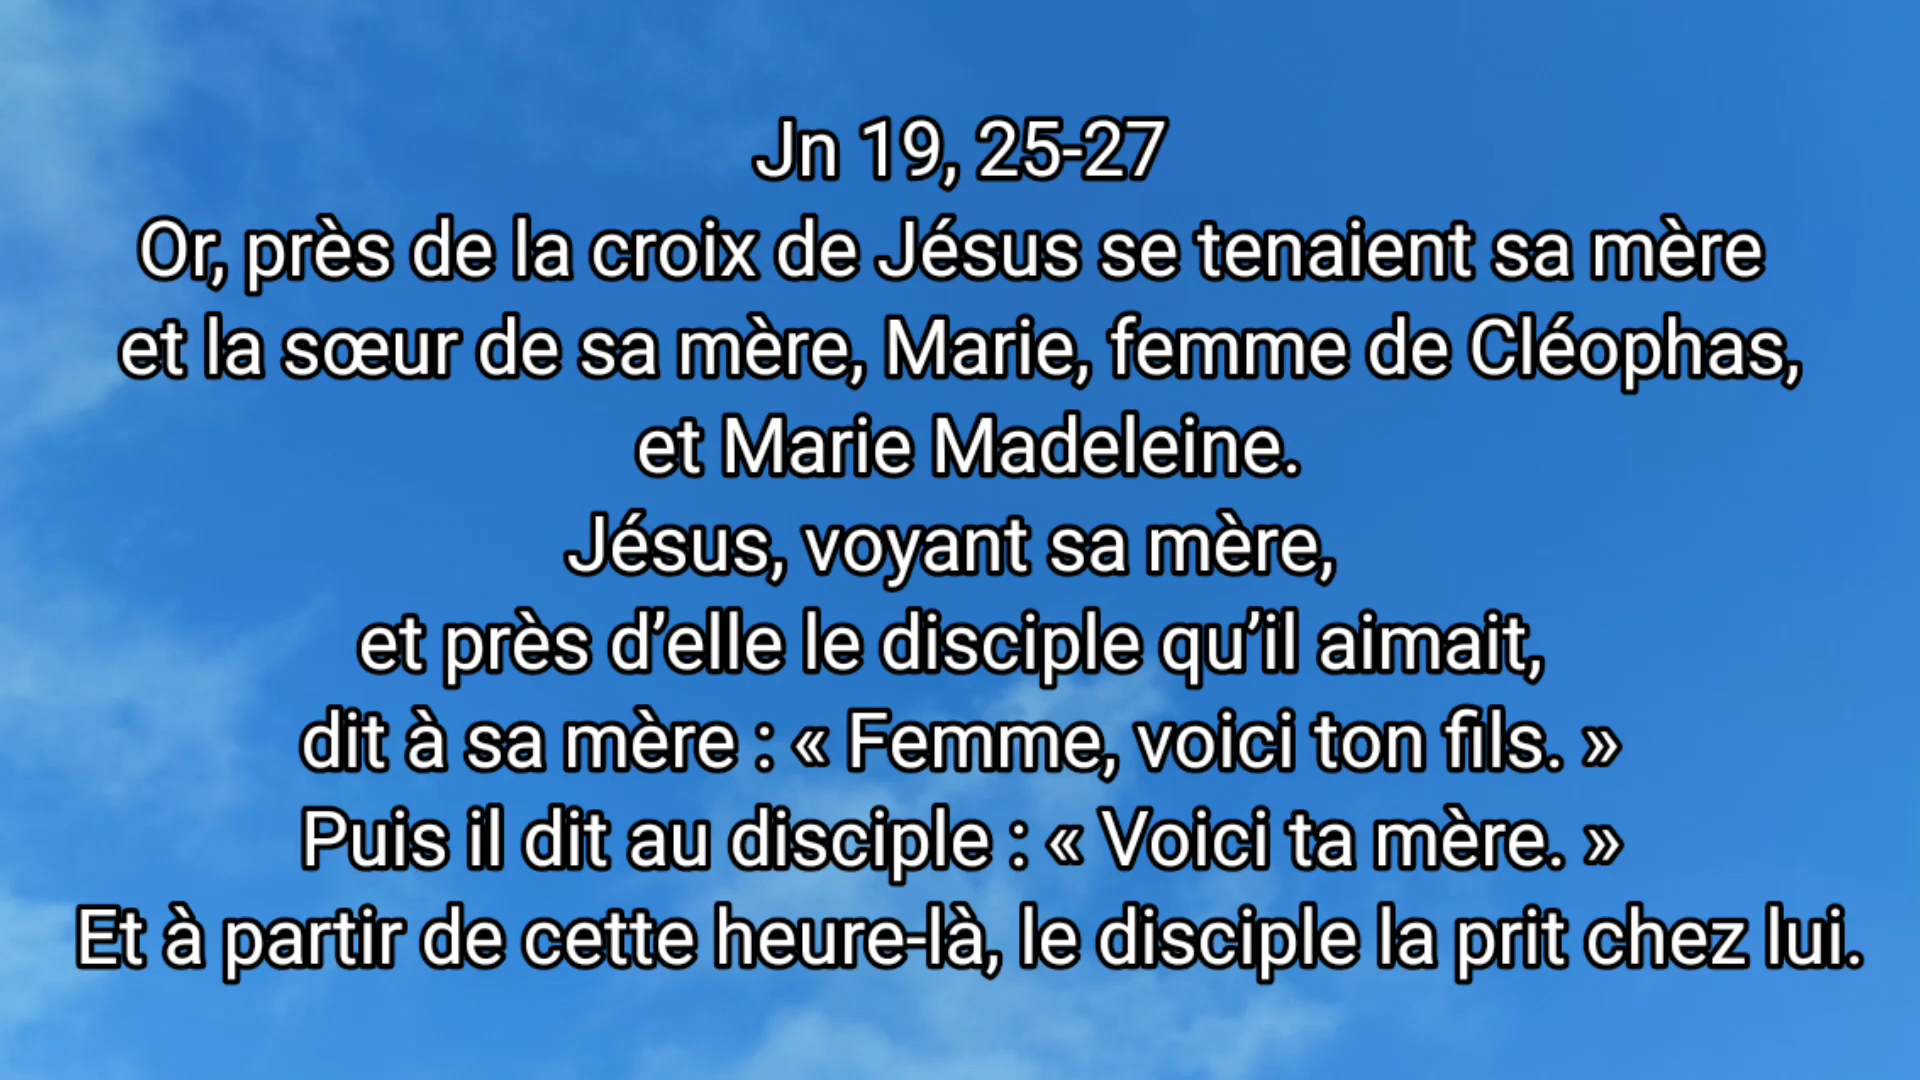 Jn 19, 25-27
Or, près de la croix de Jésus se tenaient sa mère
et la sœur de sa mère, Marie, femme de Cléophas,
et Marie Madeleine.
Jésus, voyant sa mère,
et près d’elle le disciple qu’il aimait,
dit à sa mère : « Femme, voici ton fils. »
Puis il dit au disciple : « Voici ta mère. »
Et à partir de cette heure-là, le disciple la prit chez lui.